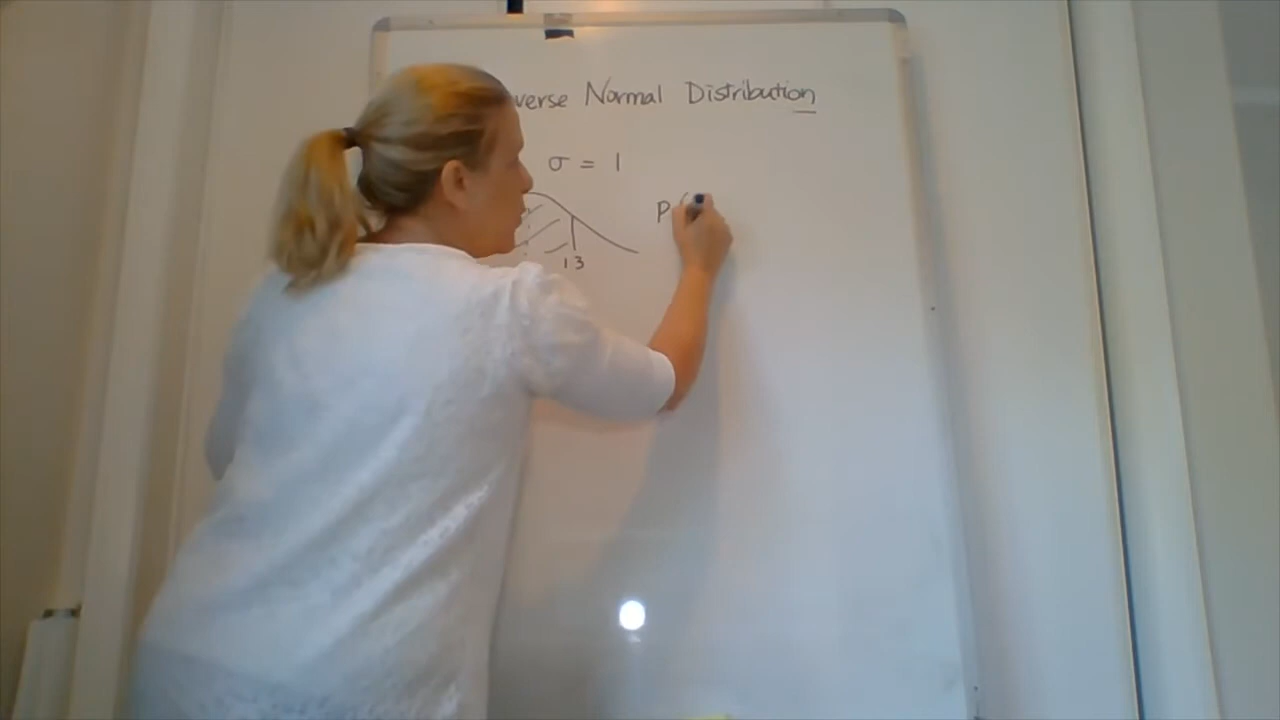 verse Normal Distribution
σ = 1
P(
13